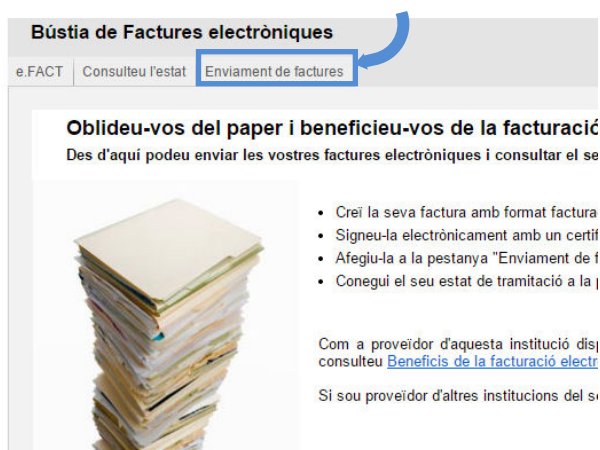 Bústia de Factures electròniques
e.FACT Consulteu l'estat Enviament de factures
Oblideu-vos del paper i beneficieu-vos de la facturació
Des d'aquí podeu enviar les vostres factures electròniques i consultar el se
• Creï la seva factura amb format factura
• Signeu-la electrònicament amb un certif
• Afegiu-la a la pestanya "Enviament de f
• Conegui el seu estat de tramitació a la
Com a proveïdor d'aquesta institució dis
consulteu Beneficis de la facturació electr
Si sou proveïdor d'altres institucions del s